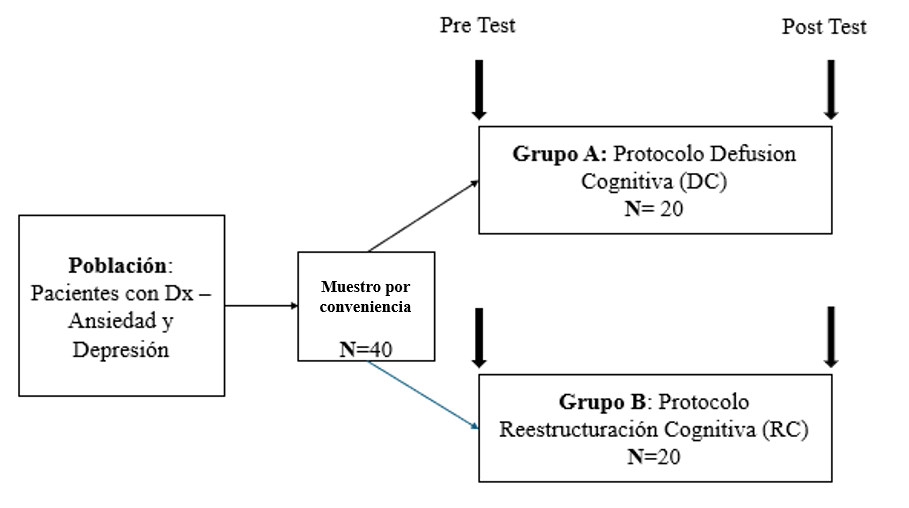 Pre Test
Post Test
Grupo A: Protocolo Defusion
Cognitiva (DC)
N= 20
Población:
Pacientes con Dx –
Ansiedad y
Depresión
Muestro por
conveniencia
N=40
Grupo B: Protocolo
Reestructuración Cognitiva (RC)
N=20